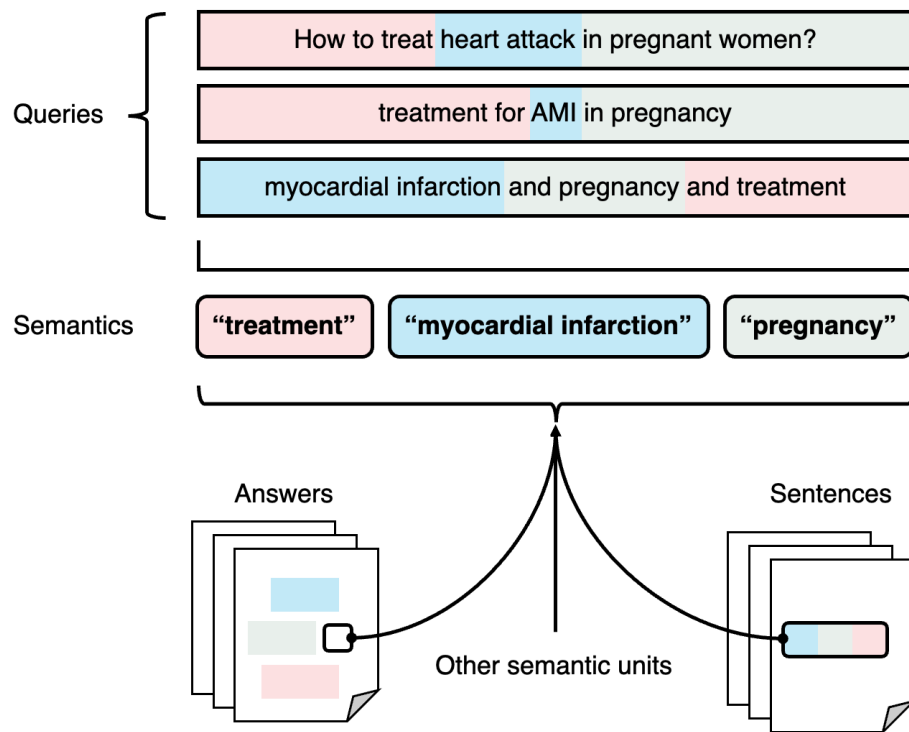 How to treat heart attack in pregnant women?
Queries
treatment for AMI in pregnancy
myocardial infarction and pregnancy and treatment
Semantics
“treatment”
“myocardial infarction”
“pregnancy”
Answers
Sentences
Other semantic units